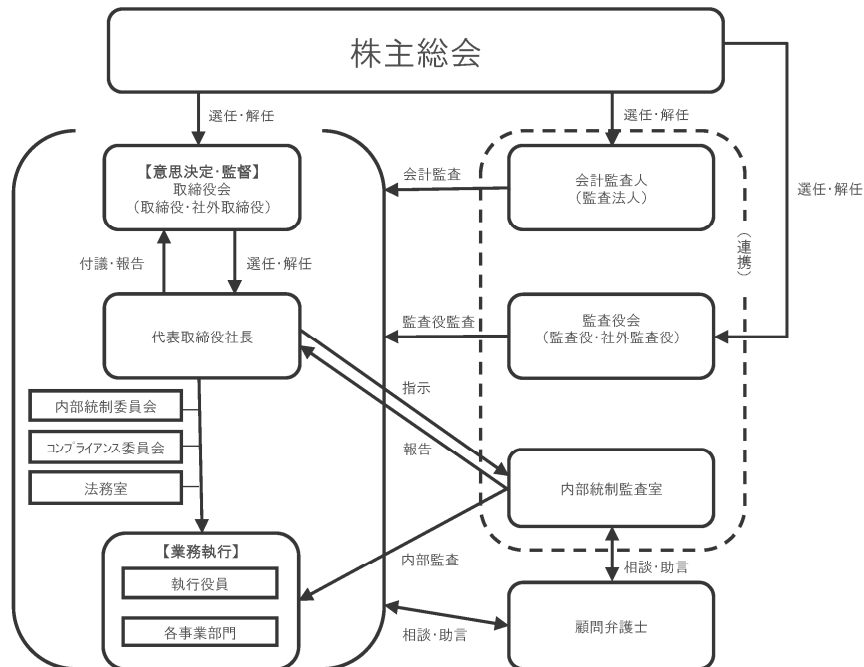 株主総会
選任・解任
選任・解任
選任・解任
【意思決定・監督】
取締役会
(取締役・社外取締役)
会計監査
会計監査人
(監査法人)
(連携)
付議・報告
選任・解任
代表取締役社長
監査役監査
監査役会
(監査役・社外監査役)
指示
報告
内部統制委員会
コンプライアンス委員会
法務室
内部統制監査室
【業務執行】
執行役員
各事業部門
内部監査
相談・助言
相談・助言
顧問弁護士